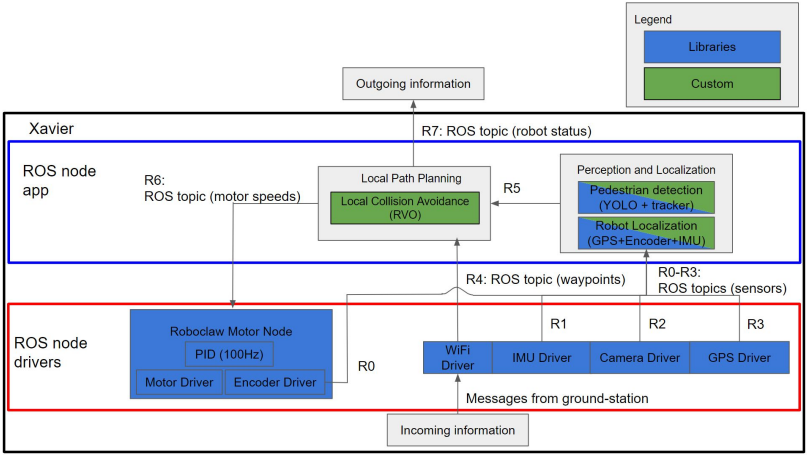 Legend
Libraries
Custom
Outgoing information
Xavier
R7: ROS topic (robot status)
ROS node
app
R6:
ROS topic (motor speeds)
Local Path Planning
Local Collision Avoidance
(RVO)
R5
Perception and Localization
Pedestrian detection
(YOLO + tracker)
Robot Localization
(GPS+Encoder+IMU)
R4: ROS topic (waypoints)
R0-R3:
ROS topics (sensors)
ROS node
drivers
Roboclaw Motor Node
PID (100Hz)
Motor Driver
Encoder Driver
R0
R1
R2
R3
WiFi
Driver
IMU Driver
Camera Driver
GPS Driver
Messages from ground-station
Incoming information